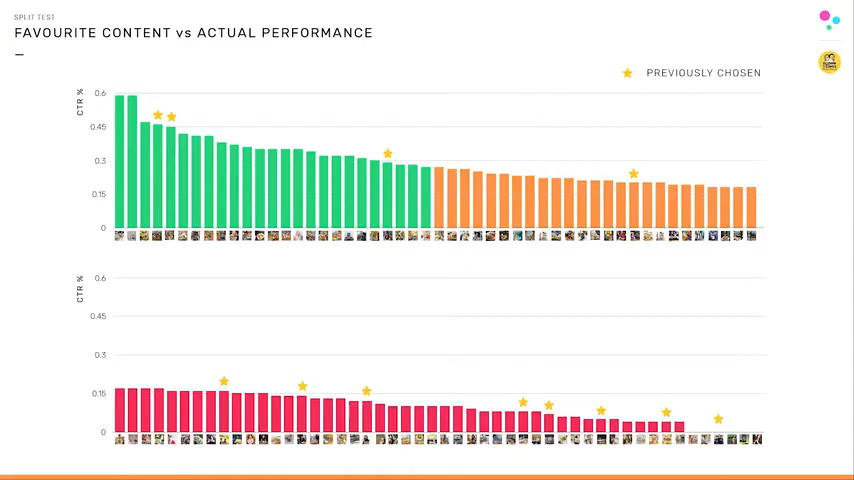 SPLIT TEST
FAVOURITE CONTENT vs ACTUAL PERFORMANCE
PREVIOUSLY CHOSEN
CTR %
0.6
0.45
0.3
0.15
0
CTR %
0.6
0.45
0.3
0.15
0